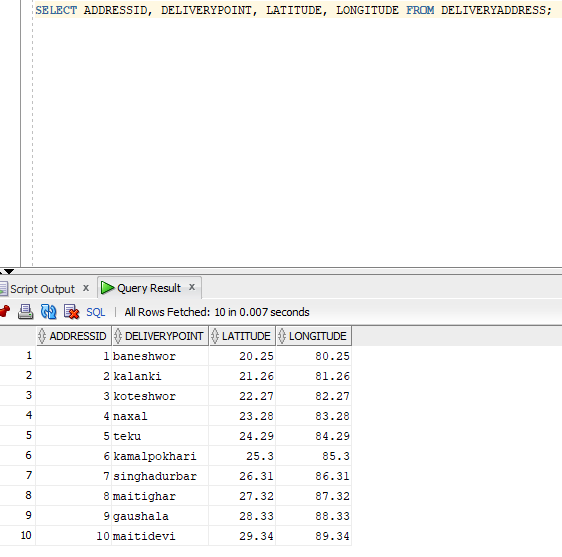 SELECT ADDRESSID, DELIVERYPOINT, LATITUDE, LONGITUDE FROM DELIVERYADDRESS;
Script Output x Query Result x
SQL | All Rows Fetched: 10 in 0.007 seconds
ADDRESSID DELIVERYPOINT LATITUDE LONGITUDE
1 1 baneshwor 20.25 80.25
2 2 kalanki 21.26 81.26
3 3 koteshwor 22.27 82.27
4 4 naxal 23.28 83.28
5 5 teku 24.29 84.29
6 6 kamalpokhari 25.3 85.3
7 7 singhadurbar 26.31 86.31
8 8 maitighar 27.32 87.32
9 9 gaushala 28.33 88.33
10 10 maitidevi 29.34 89.34